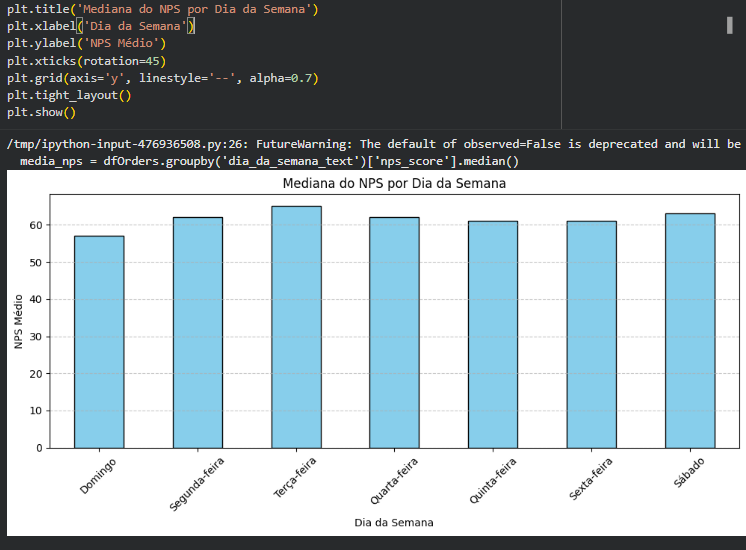 plt.title('Mediana do NPS por Dia da Semana')
plt.xlabel('Dia da Semana')
plt.ylabel('NPS Médio')
plt.xticks(rotation=45)
plt.grid(axis='y', linestyle='--', alpha=0.7)
plt.tight_layout()
plt.show()
/tmp/ipython-input-476936508.py:26: FutureWarning: The default of observed=False is deprecated and will be
media_nps = dfOrders.groupby('dia_da_semana_text')['nps_score'].median()
Mediana do NPS por Dia da Semana
NPS Médio
60
50
40
30
20
10
0
Domingo
Segunda-feira
Terça-feira
Quarta-feira
Quinta-feira
Sexta-feira
Sábado
Dia da Semana